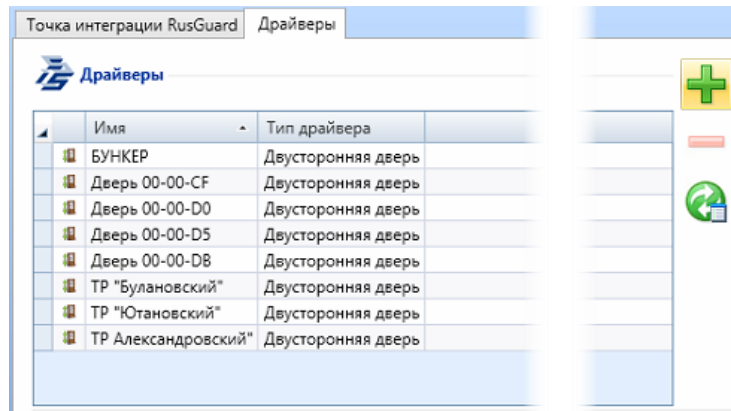 Точка интеграции RusGuard Драйверы
Драйверы
Имя Тип драйвера
БУНКЕР Двусторонняя дверь
Дверь 00-00-CF Двусторонняя дверь
Дверь 00-00-D0 Двусторонняя дверь
Дверь 00-00-D5 Двусторонняя дверь
Дверь 00-00-DB Двусторонняя дверь
ТР "Булановский" Двусторонняя дверь
ТР "Ютановский" Двусторонняя дверь
ТР Александровский" Двусторонняя дверь